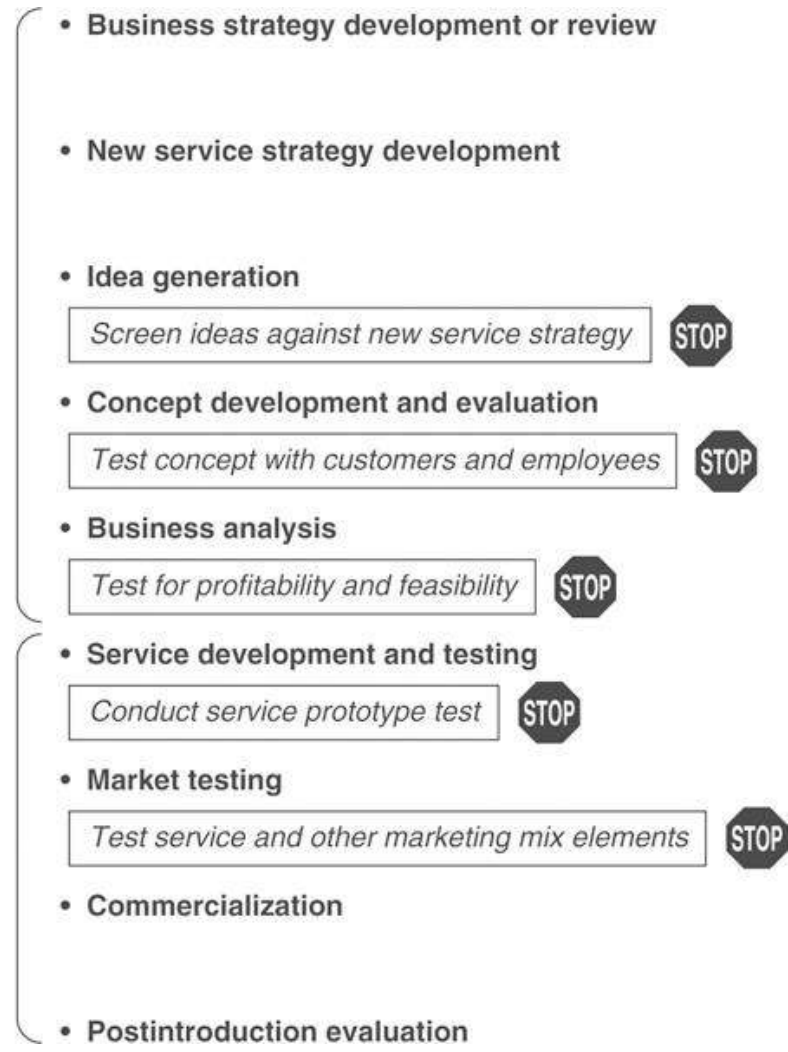 • Business strategy development or review
• New service strategy development
• Idea generation
Screen ideas against new service strategy STOP
• Concept development and evaluation
Test concept with customers and employees STOP
• Business analysis
Test for profitability and feasibility STOP
• Service development and testing
Conduct service prototype test STOP
• Market testing
Test service and other marketing mix elements STOP
• Commercialization
• Postintroduction evaluation